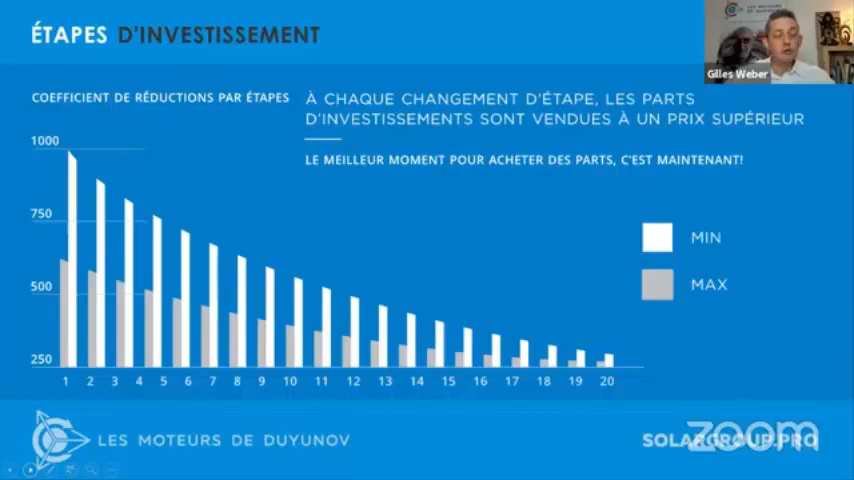 ÉTAPES D'INVESTISSEMENT
Gilles Weber
COEFFICIENT DE RÉDUCTIONS PAR ÉTAPES
À CHAQUE CHANGEMENT D'ÉTAPE, LES PARTS
D'INVESTISSEMENTS SONT VENDUES À UN PRIX SUPÉRIEUR
LE MEILLEUR MOMENT POUR ACHETER DES PARTS, C'EST MAINTENANT!
1000
750
500
250
MIN
MAX
1 2 3 4 5 6 7 8 9 10 11 12 13 14 15 16 17 18 19 20
LES MOTEURS DE DUYUNOV
SOLARGROUP.PRO
zoom